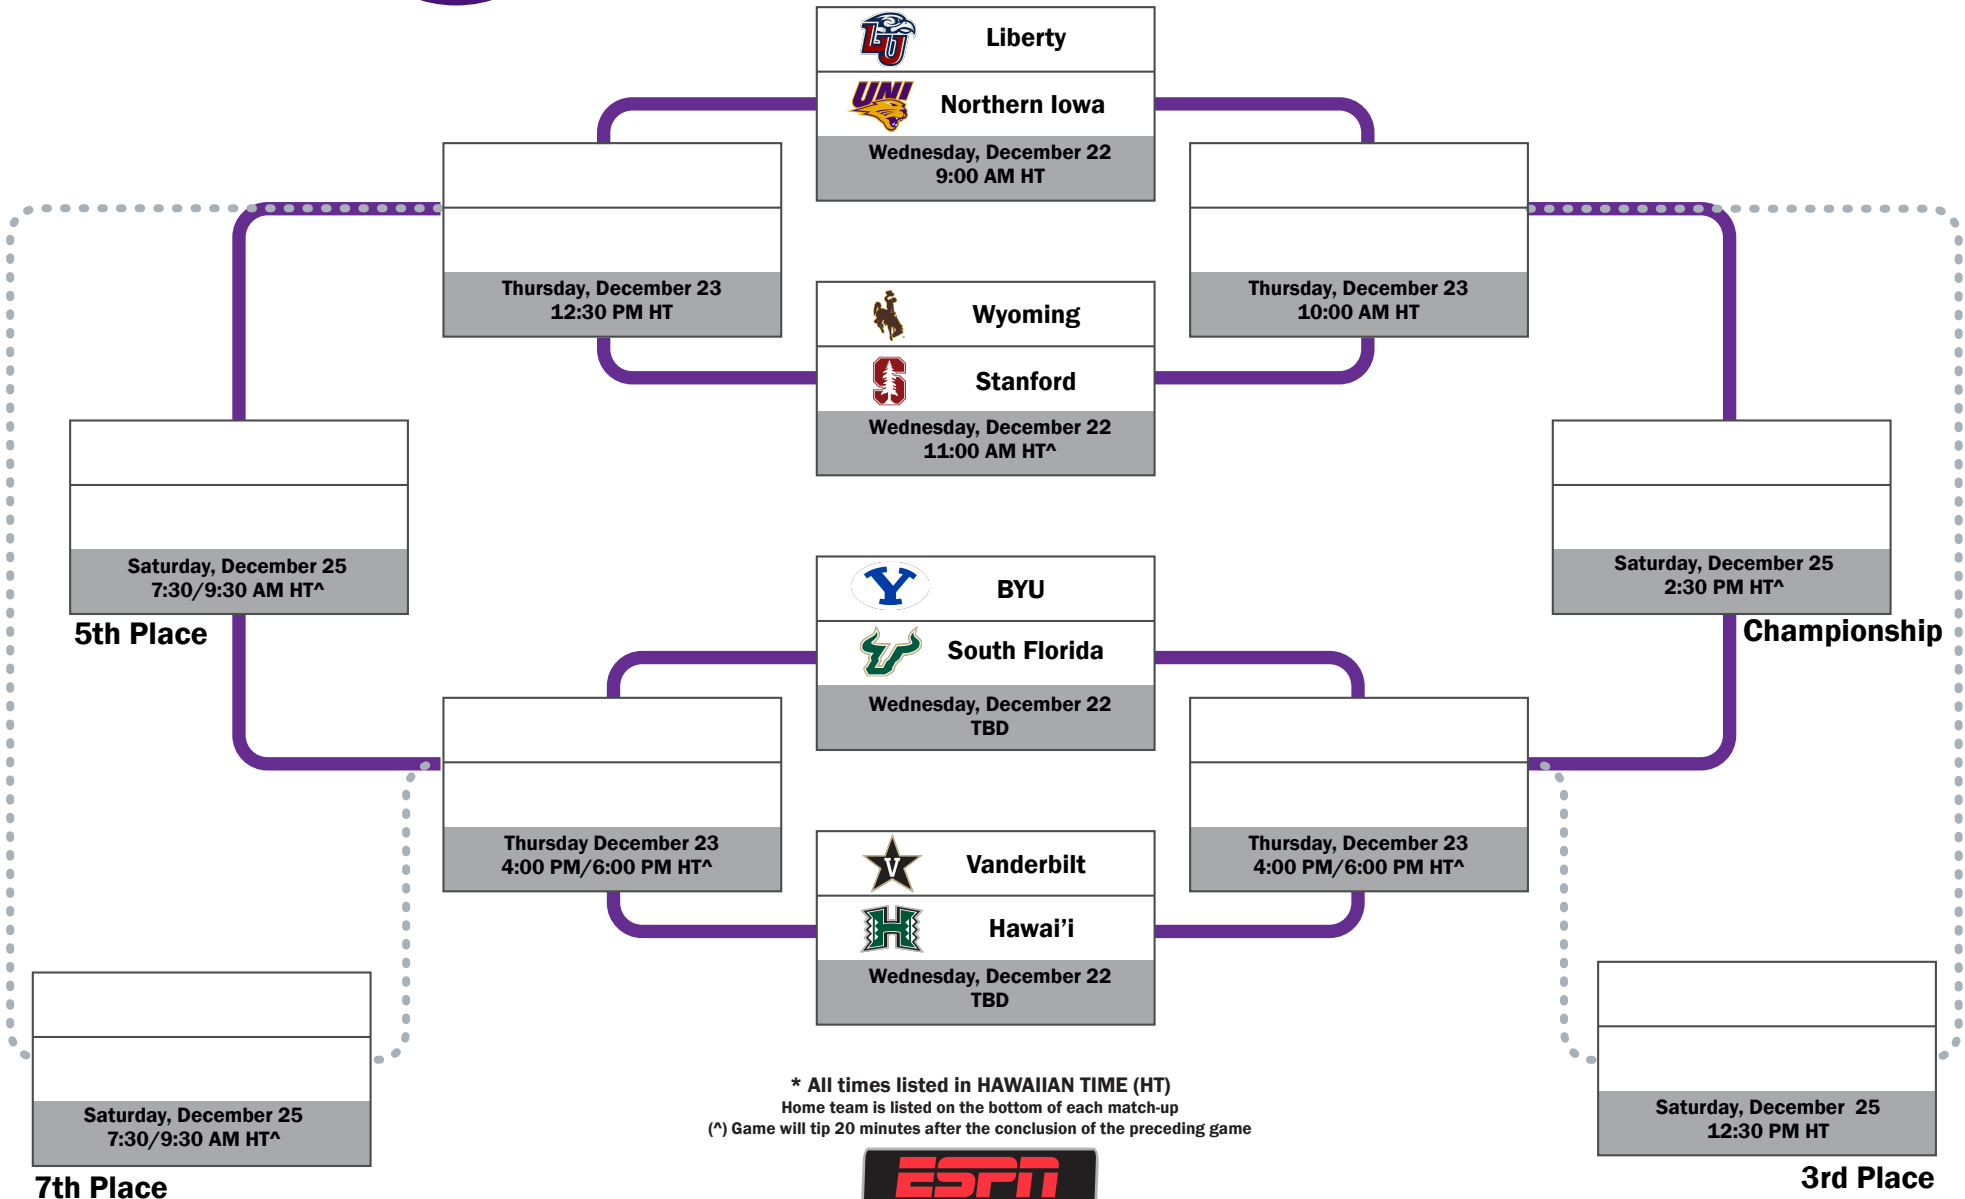 Liberty
UNI
Northern Iowa
Wednesday, December 22
9:00 AM HT
Thursday, December 23
12:30 PM HT
Thursday, December 23
10:00 AM HT
Wyoming
Stanford
Wednesday, December 22
11:00 AM HT^
Saturday, December 25
7:30/9:30 AM HT^
5th Place
Saturday, December 25
2:30 PM HT^
Championship
BYU
South Florida
Wednesday, December 22
TBD
Thursday December 23
4:00 PM/6:00 PM HT^
Thursday, December 23
4:00 PM/6:00 PM HT^
Vanderbilt
Hawai’i
Wednesday, December 22
TBD
Saturday, December 25
7:30/9:30 AM HT^
7th Place
Saturday, December 25
12:30 PM HT
3rd Place
* All times listed in HAWAIIAN TIME (HT)
Home team is listed on the bottom of each match-up
(^) Game will tip 20 minutes after the conclusion of the preceding game
ESPN
LU
S
Y
V
H